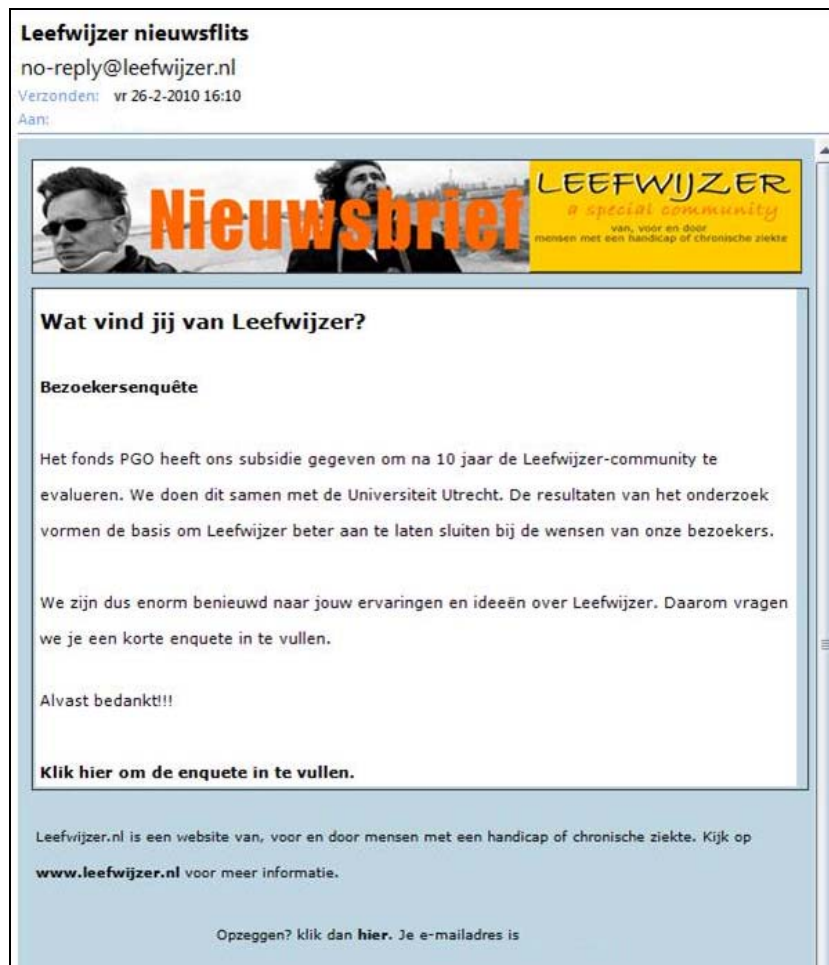 Leefwijzer nieuwsflits
no-reply@leefwijzer.nl
Verzonden: vr 26-2-2010 16:10
Aan:
Nieuwsbrief
LEEFWIJZER
a special community
van, voor en door
mensen met een handicap of chronische ziekte
Wat vind jij van Leefwijzer?
Bezoekersenquête
Het fonds PGO heeft ons subsidie gegeven om na 10 jaar de Leefwijzer-community te
evalueren. We doen dit samen met de Universiteit Utrecht. De resultaten van het onderzoek
vormen de basis om Leefwijzer beter aan te laten sluiten bij de wensen van onze bezoekers.
We zijn dus enorm benieuwd naar jouw ervaringen en ideeën over Leefwijzer. Daarom vragen
we je een korte enquete in te vullen.
Alvast bedankt!!!
Klik hier om de enquete in te vullen.
Leefwijzer.nl is een website van, voor en door mensen met een handicap of chronische ziekte. Kijk op
www.leefwijzer.nl voor meer informatie.
Opzeggen? klik dan hier. Je e-mailadres is